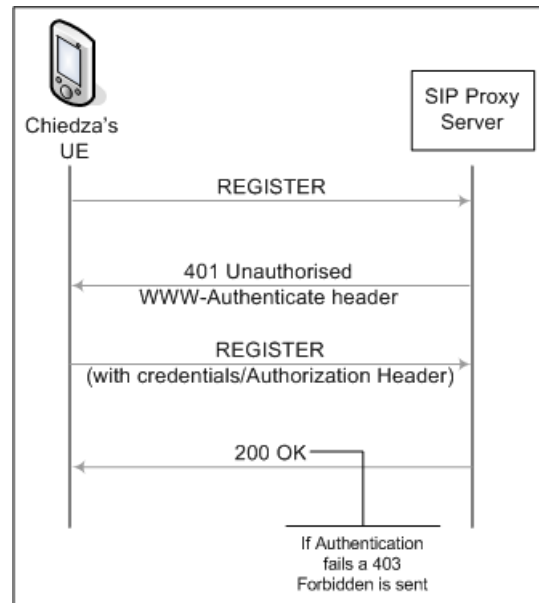 Chiedza's
UE
SIP Proxy
Server
REGISTER
401 Unauthorised
WWW-Authenticate header
REGISTER
(with credentials/Authorization Header)
200 OK
If Authentication
fails a 403
Forbidden is sent